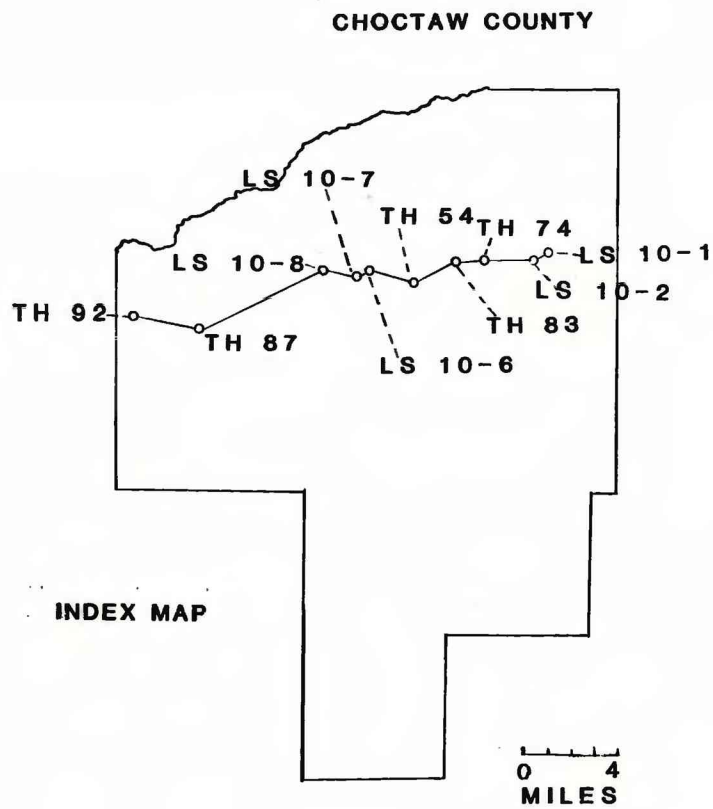 CHOCTAW COUNTY
LS 10-7
TH 54
TH 74
LS 10-8
LS 10-1
LS 10-2
TH 92
TH 87
TH 83
LS 10-6
INDEX MAP
0 4
MILES